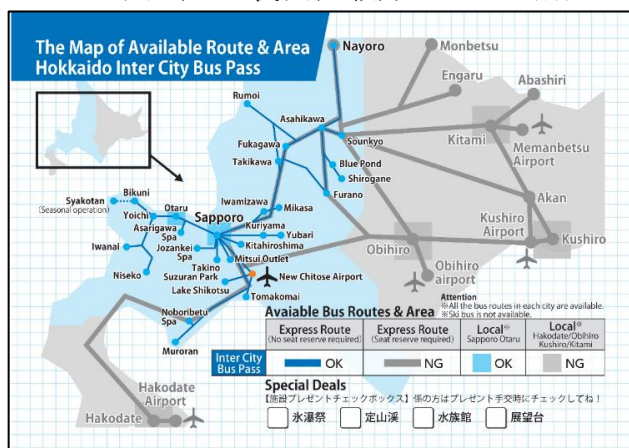 The Map of Available Route & Area
Hokkaido Inter City Bus Pass
Nayoro
Monbetsu
Engaru
Abashiri
Rumoi
Asahikawa
Sounkyo
Kitami
Memanbetsu
Airport
Fukagawa
Takikawa
Blue Pond
Shirogane
Furano
Akan
Syakotan
(Seasonal operation)
Bikuni
Otaru
Yoichi
Asarigawa
Spa
Sapporo
Iwamizawa
Mikasa
Kuriyama
Yubari
Kitahiroshima
Mitsui Outlet
Jozankei
Spa
Iwanai
Niseko
Takino
Suzuran Park
Lake Shikotsu
New Chitose Airport
Tomakomai
Noboribetu
Spa
Muroran
Obihiro
Obihiro
airport
Kushiro
Airport
Kushiro
Hakodate
Airport
Hakodate
Attention
※All the bus routes in each city are available.
※Ski bus is not available.
Avaiable Bus Routes & Area
Express Route
(No seat reserve required)
Express Route
(Seat reserve required)
Local※
Sapporo Otaru
Local※
Hakodate/Obihiro
Kushiro/Kitami
Inter City
Bus Pass
OK
NG
OK
NG
Special Deals
【施設プレゼントチェックボックス】係の方はプレゼント手交時にチェックしてね！
氷瀑祭
定山渓
水族館
展望台